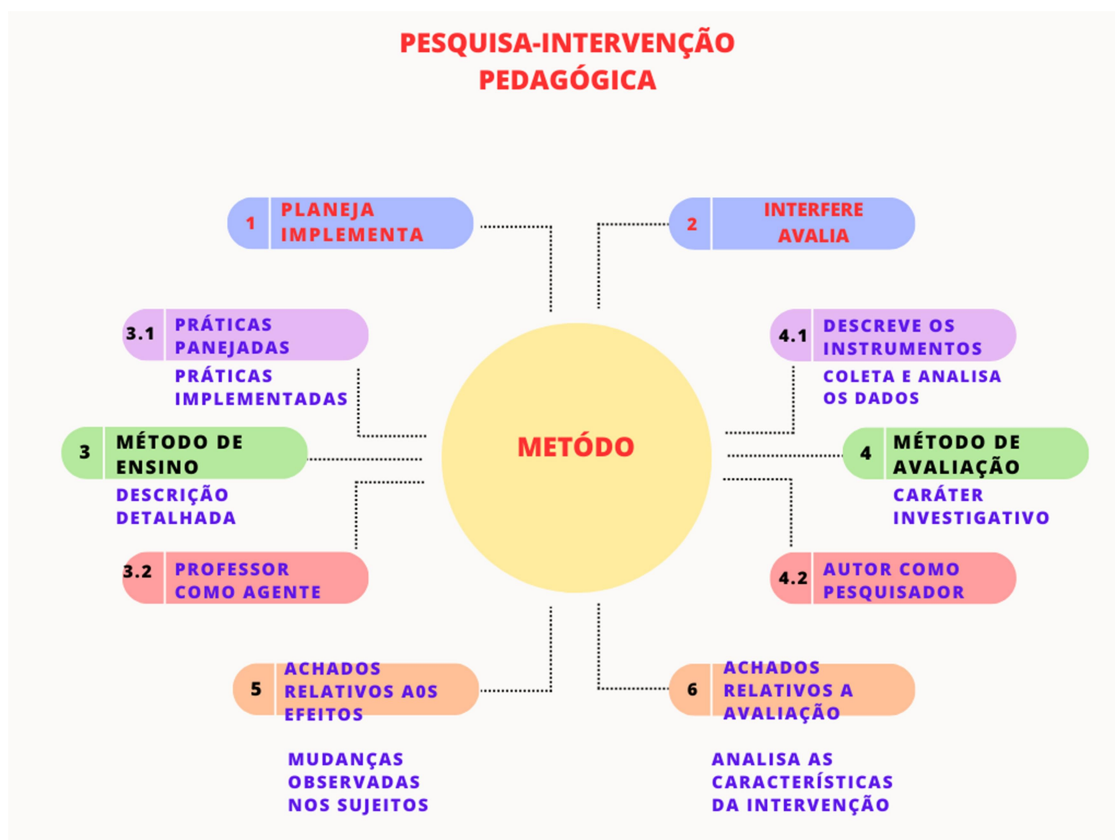 PESQUISA-INTERVENÇÃO
PEDAGÓGICA
1
PLANEJA
IMPLEMENTA
2
INTERFERE
AVALIA
3.1
PRÁTICAS
PANEJADAS
PRÁTICAS
IMPLEMENTADAS
4.1
DESCREVE OS
INSTRUMENTOS
COLETA E ANALISA
OS DADOS
METÓDO
3
MÉTODO DE
ENSINO
DESCRIÇÃO
DETALHADA
4
MÉTODO DE
AVALIAÇÃO
CARÁTER
INVESTIGATIVO
3.2
PROFESSOR
COMO AGENTE
4.2
AUTOR COMO
PESQUISADOR
5
ACHADOS
RELATIVOS A0S
EFEITOS
MUDANÇAS
OBSERVADAS
NOS SUJEITOS
6
ACHADOS
RELATIVOS A
AVALIAÇÃO
ANALISA AS
CARACTERÍSTICAS
DA INTERVENÇÃO